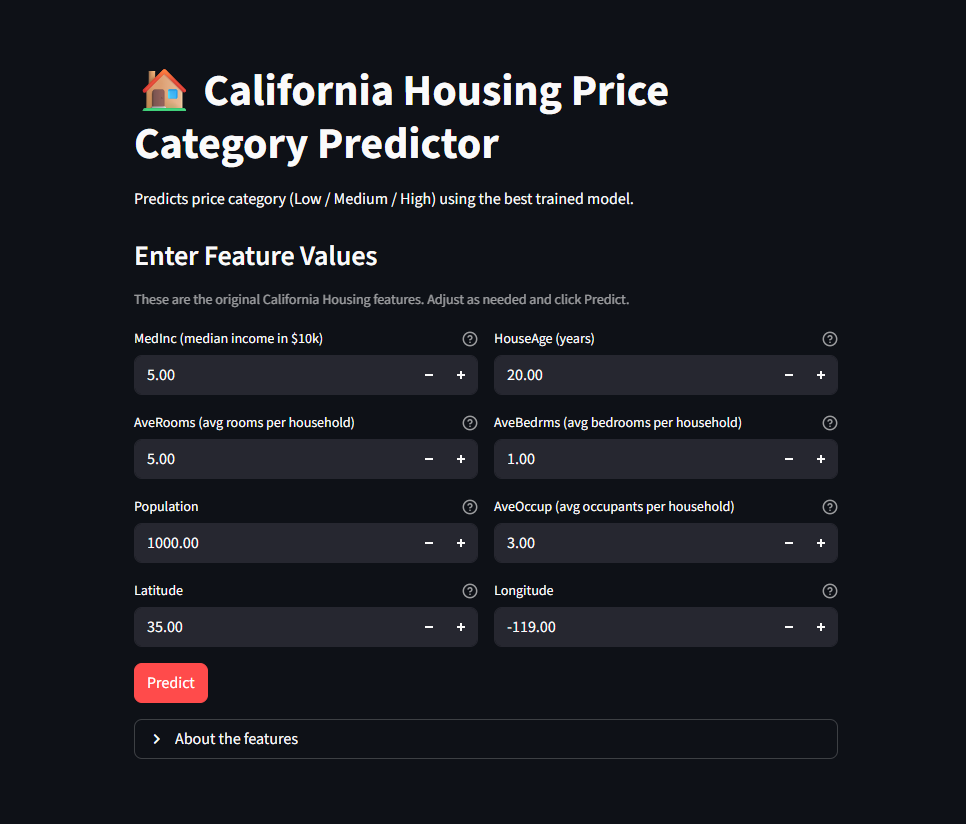 California Housing Price
Category Predictor
Predicts price category (Low / Medium / High) using the best trained model.
Enter Feature Values
These are the original California Housing features. Adjust as needed and click Predict.
MedInc (median income in $10k)
HouseAge (years)
5.00
20.00
AveRooms (avg rooms per household)
AveBedrms (avg bedrooms per household)
5.00
1.00
Population
AveOccup (avg occupants per household)
1000.00
3.00
Latitude
Longitude
35.00
-119.00
Predict
About the features